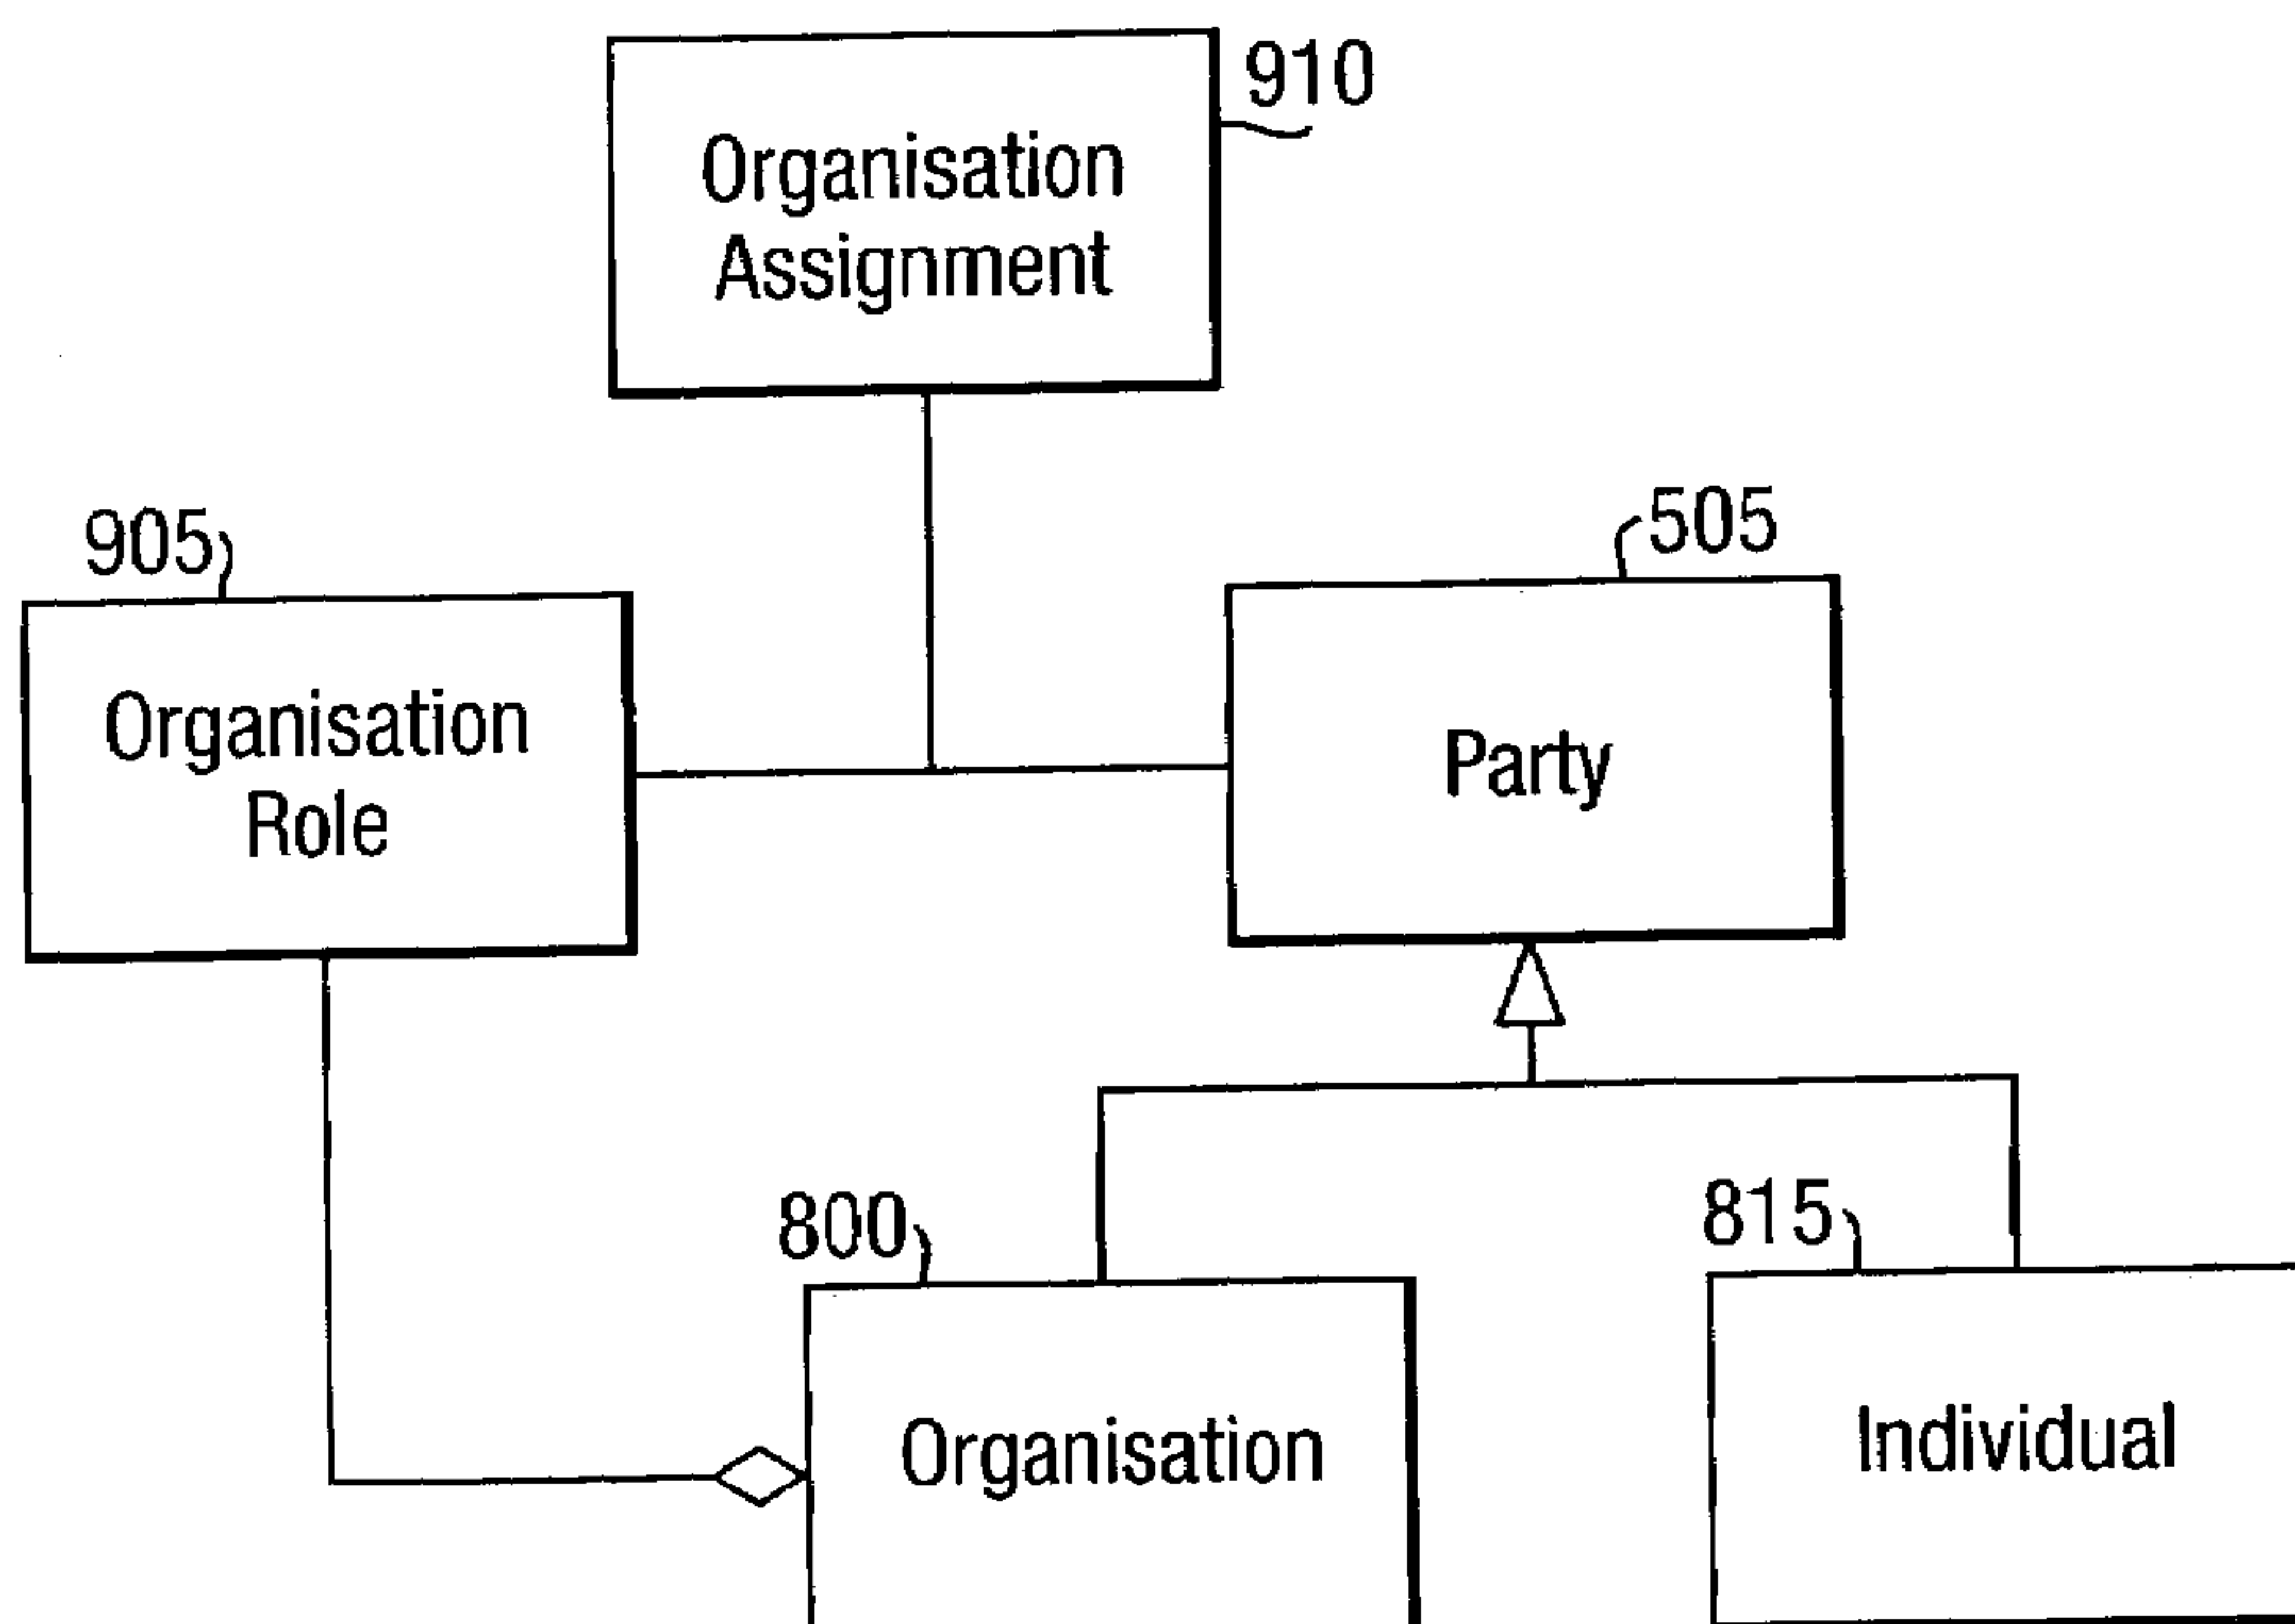 910
Organisation
Assignment
905
505
Organisation
Role
Party
800
815
Organisation
Individual